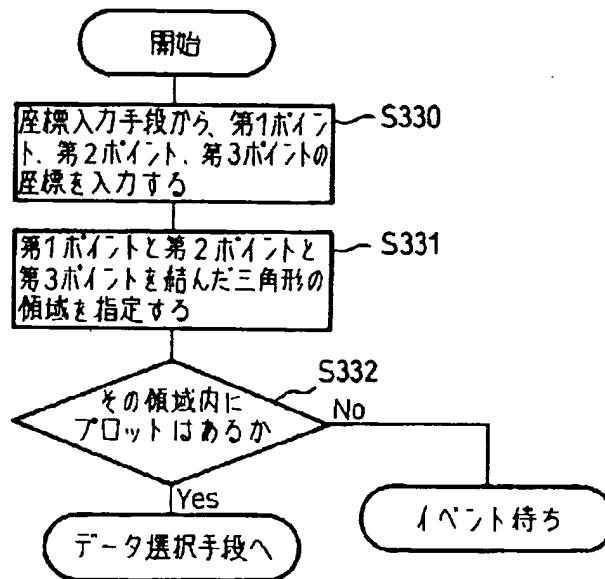 開始
座標入力手段から、第1ポイン
ト、第2ポイント、第3ポイントの
座標を入力する
S330
第1ポイントと第2ポイントと
第3ポイントを結んだ三角形の
領域を指定する
S331
その領域内に
プロットはあるか
S332
No
Yes
データ選択手段へ
イベント待ち